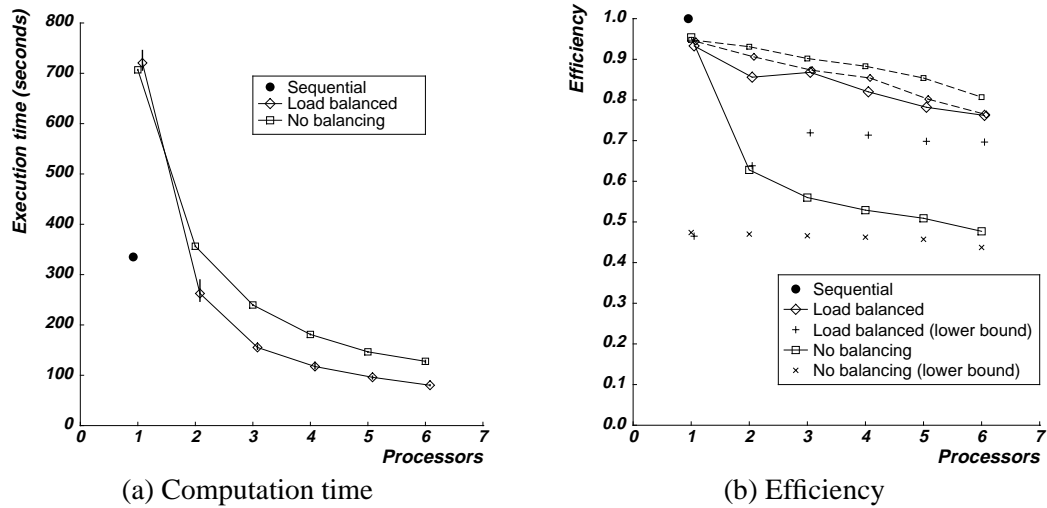 800
700
600
500
400
300
200
100
0
Execution time (seconds)
Sequential
Load balanced
No balancing
0 1 2 3 4 5 6 7
Processors
(a) Computation time
1.0
0.9
0.8
0.7
0.6
0.5
0.4
0.3
0.2
0.1
0.0
Efficiency
Sequential
Load balanced
Load balanced (lower bound)
No balancing
No balancing (lower bound)
0 1 2 3 4 5 6 7
Processors
(b) Efficiency